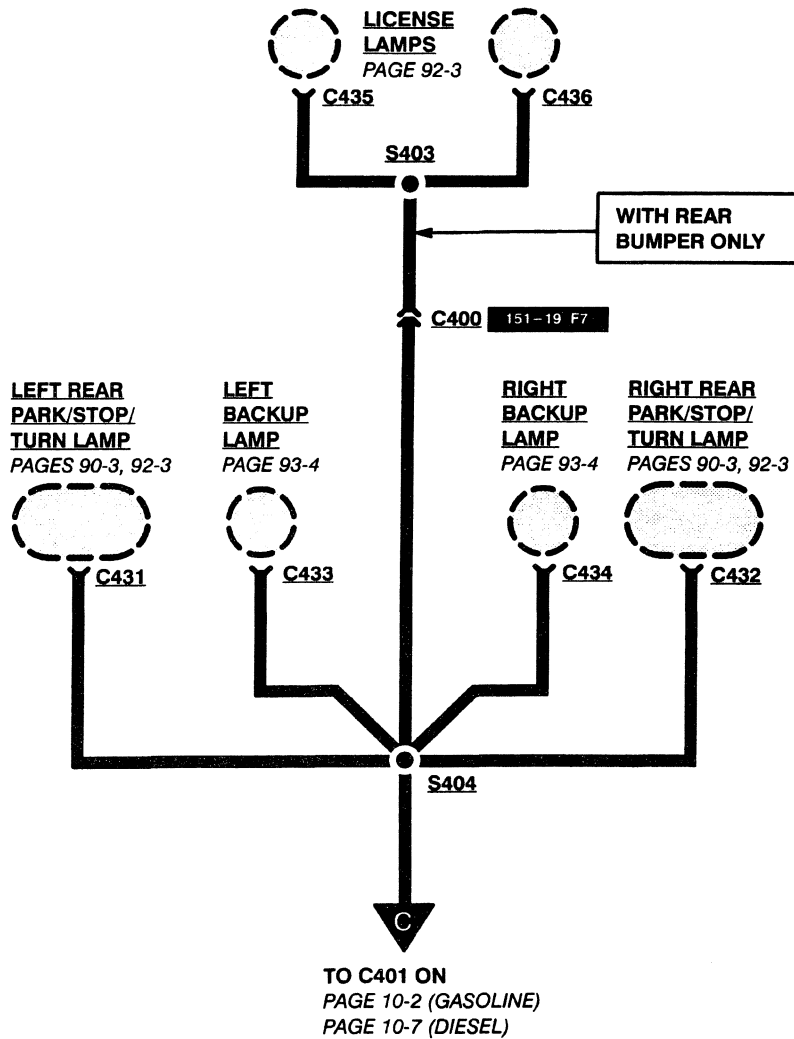 LICENSE
LAMPS
PAGE 92-3
C435
C436
S403
WITH REAR
BUMPER ONLY
C400
151-19 F7
LEFT REAR
PARK/STOP/
TURN LAMP
PAGES 90-3, 92-3
LEFT
BACKUP
LAMP
PAGE 93-4
RIGHT
BACKUP
LAMP
PAGE 93-4
RIGHT REAR
PARK/STOP/
TURN LAMP
PAGES 90-3, 92-3
C431
C433
C434
C432
S404
C
TO C401 ON
PAGE 10-2 (GASOLINE)
PAGE 10-7 (DIESEL)